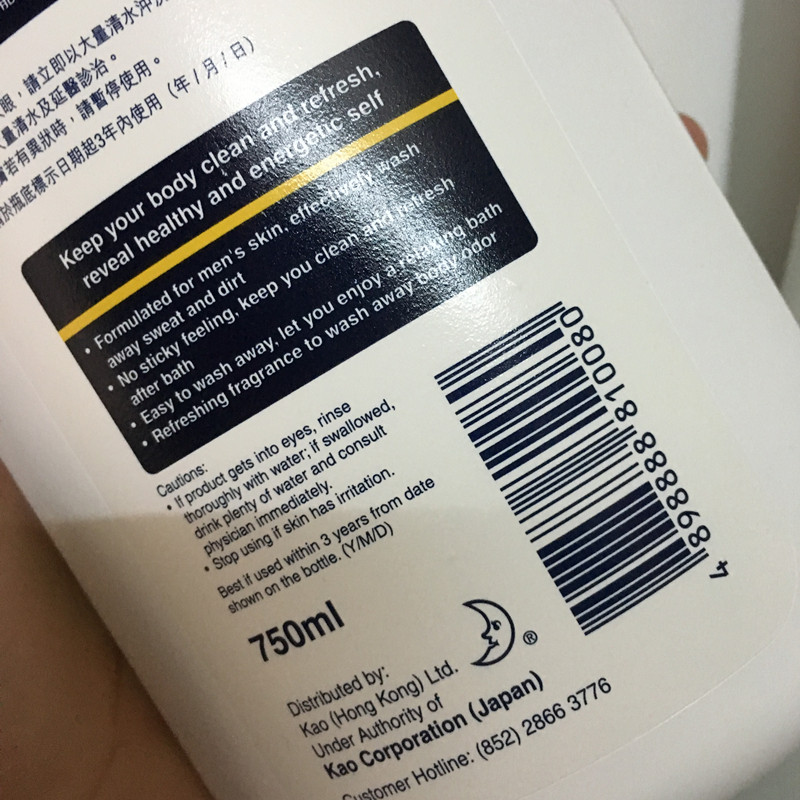 眼，請立即以大量清水沖
量清水及延醫診治。
若有異狀時，請暫停使用。
於瓶底標示日期起3年內使用（年/月/日）
Keep your body clean and refresh,
reveal healthy and energetic self
• Formulated for men's skin, effectively wash
away sweat and dirt
• No sticky feeling, keep you clean and refresh
after bath
• Easy to wash away, let you enjoy a relaxing bath
• Refreshing fragrance to wash away body odor
Cautions:
• If product gets into eyes, rinse
thoroughly with water; if swallowed,
drink plenty of water and consult
physician immediately.
• Stop using if skin has irritation.
Best if used within 3 years from date
shown on the bottle. (Y/M/D)
750ml
®
Distributed by:
Kao (Hong Kong) Ltd.
Under Authority of
Kao Corporation (Japan)
Customer Hotline: (852) 2866 3776
4 898888 810080